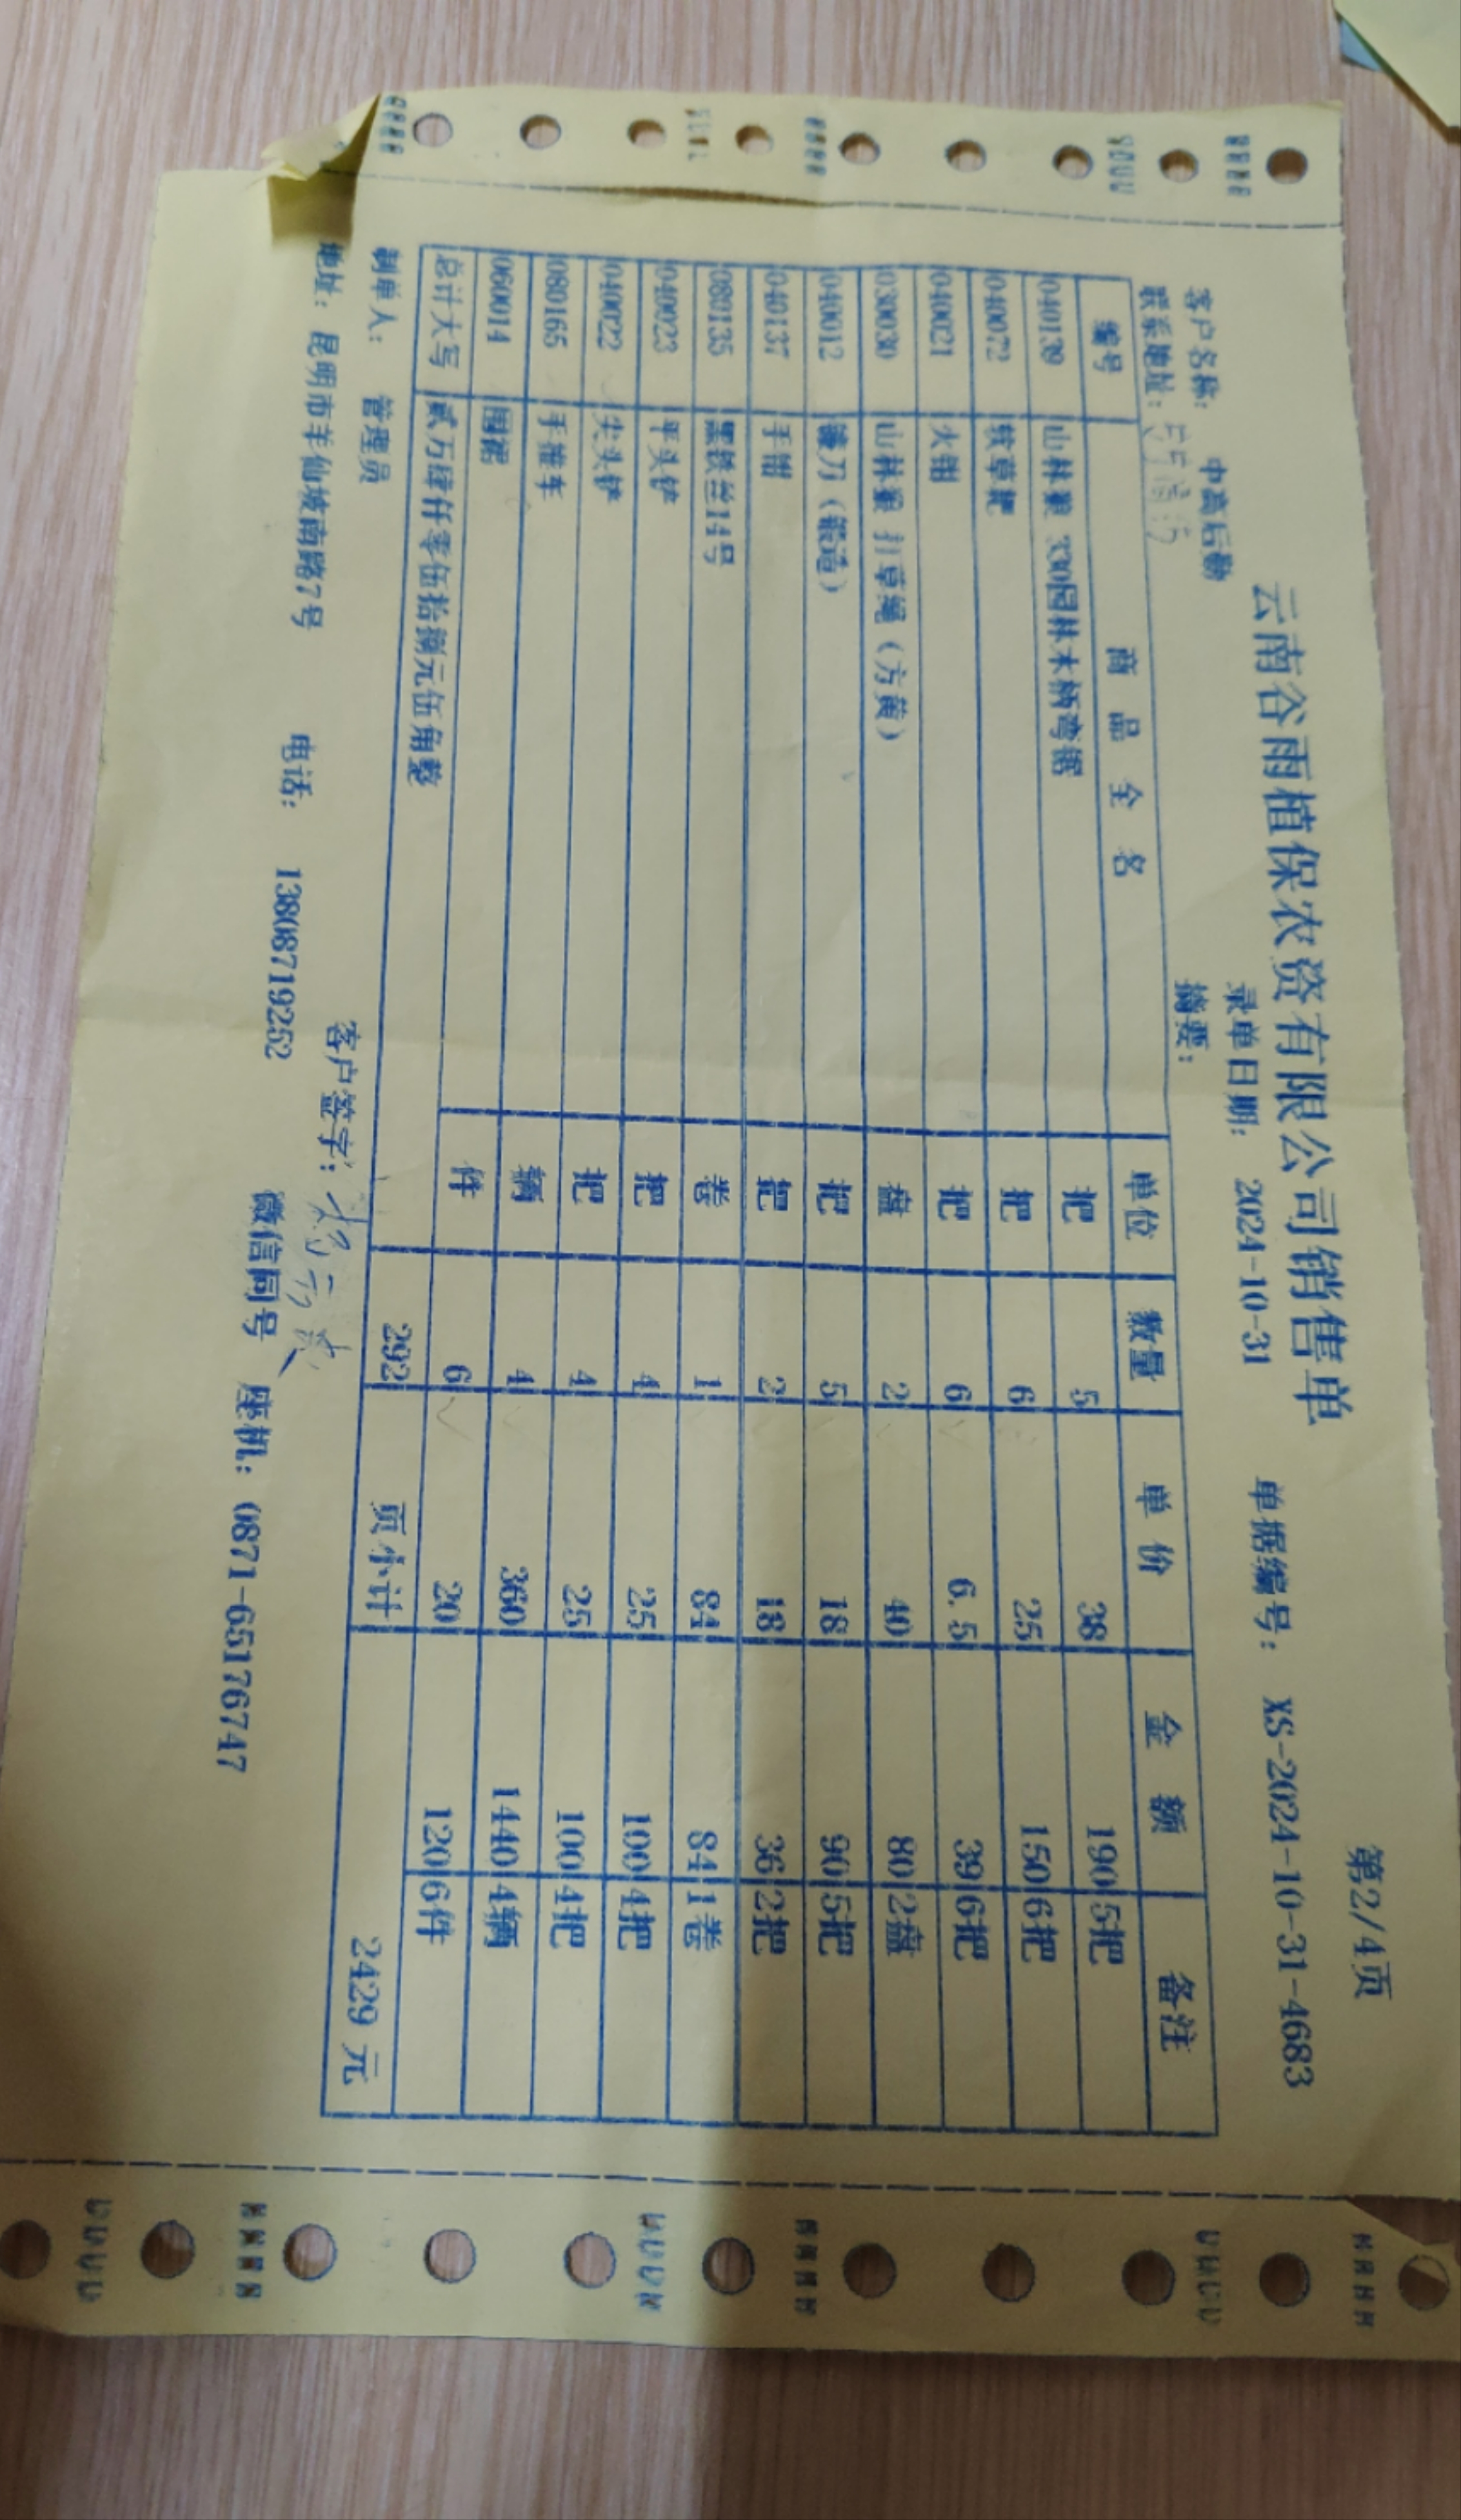 第2/4页
云南谷雨植保农资有限公司销售单
客户名称: 中高后勤 录单日期: 2024-10-31 单据编号: XS-2024-10-31-4683
联系地址: 摘要:
编号 商品全名 单位 数量 单价 金额 备注
040139 山林狼 330园林木柄弯锯 把 5 38 190 5把
040072 软草耙 把 6 25 150 6把
040021 火钳 把 6 6.5 39 6把
030030 山林狼 打草绳(方黄) 盘 2 40 80 2盘
040012 镰刀(锻造) 把 5 18 90 5把
040137 手钳 把 2 18 36 2把
080135 黑铁丝14号 卷 1 84 84 1卷
040023 平头铲 把 4 25 100 4把
040022 尖头铲 把 4 25 100 4把
080165 手推车 辆 4 360 1440 4辆
060014 围裙 件 6 20 120 6件
总计大写 贰万肆仟零伍拾捌元伍角整 292 页小计 2429 元
制单人: 管理员 客户签字:
地址: 昆明市羊仙坡南路7号 电话: 13808719252 微信同号 座机: 0871-65176747